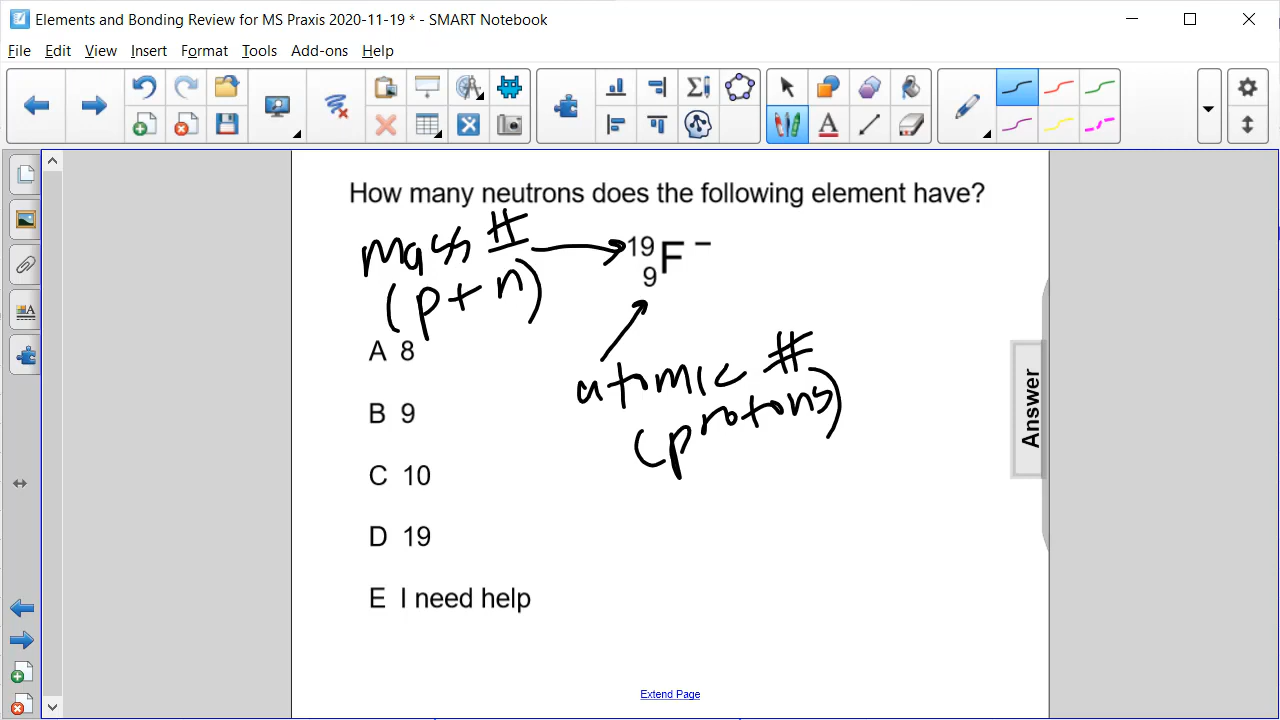 Elements and Bonding Review for MS Praxis 2020-11-19 * - SMART Notebook
File Edit View Insert Format Tools Add-ons Help
How many neutrons does the following element have?
mass #
(p+n)
19
9
F −
atomic #
(protons)
A 8
B 9
C 10
D 19
E I need help
Answer
Extend Page